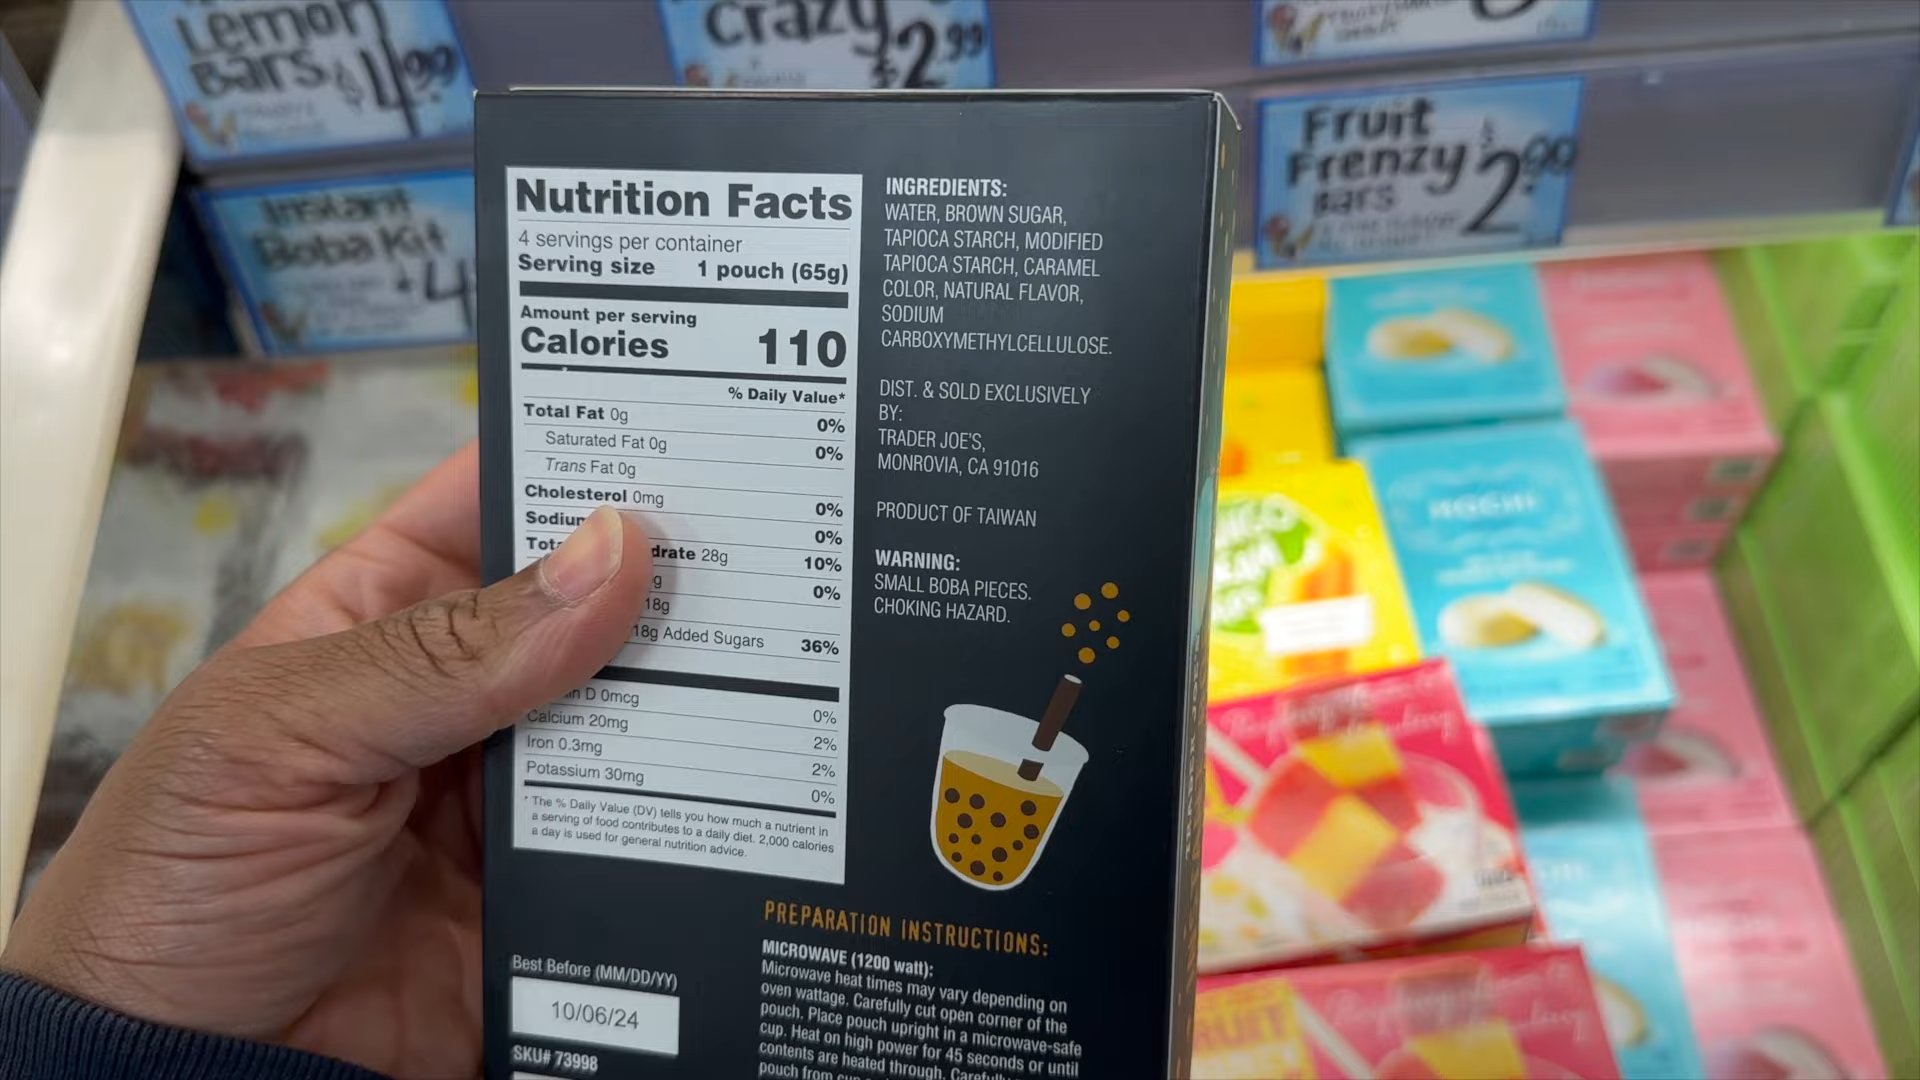 Lemon
Bars $4.99
Crazy
$2.99
Instant
Boba Kit
4
Fruit
Frenzy
Bars
$2.99
Nutrition Facts
4 servings per container
Serving size 1 pouch (65g)
Amount per serving
Calories 110
% Daily Value*
Total Fat 0g 0%
Saturated Fat 0g 0%
Trans Fat 0g
Cholesterol 0mg 0%
0%
28g 10%
0%
18g
18g Added Sugars 36%
D 0mcg 0%
Calcium 20mg 2%
Iron 0.3mg 2%
Potassium 30mg 0%
* The % Daily Value (DV) tells you how much a nutrient in
a serving of food contributes to a daily diet. 2,000 calories
a day is used for general nutrition advice.
Best Before (MM/DD/YY)
10/06/24
SKU# 73998
INGREDIENTS:
WATER, BROWN SUGAR,
TAPIOCA STARCH, MODIFIED
TAPIOCA STARCH, CARAMEL
COLOR, NATURAL FLAVOR,
SODIUM
CARBOXYMETHYLCELLULOSE.
DIST. & SOLD EXCLUSIVELY
BY:
TRADER JOE'S,
MONROVIA, CA 91016
PRODUCT OF TAIWAN
WARNING:
SMALL BOBA PIECES.
CHOKING HAZARD.
PREPARATION INSTRUCTIONS:
MICROWAVE (1200 watt):
Microwave heat times may vary depending on
oven wattage. Carefully cut open corner of the
pouch. Place pouch upright in a microwave-safe
cup. Heat on high power for 45 seconds or until
contents are heated through. Carefully
pouch from